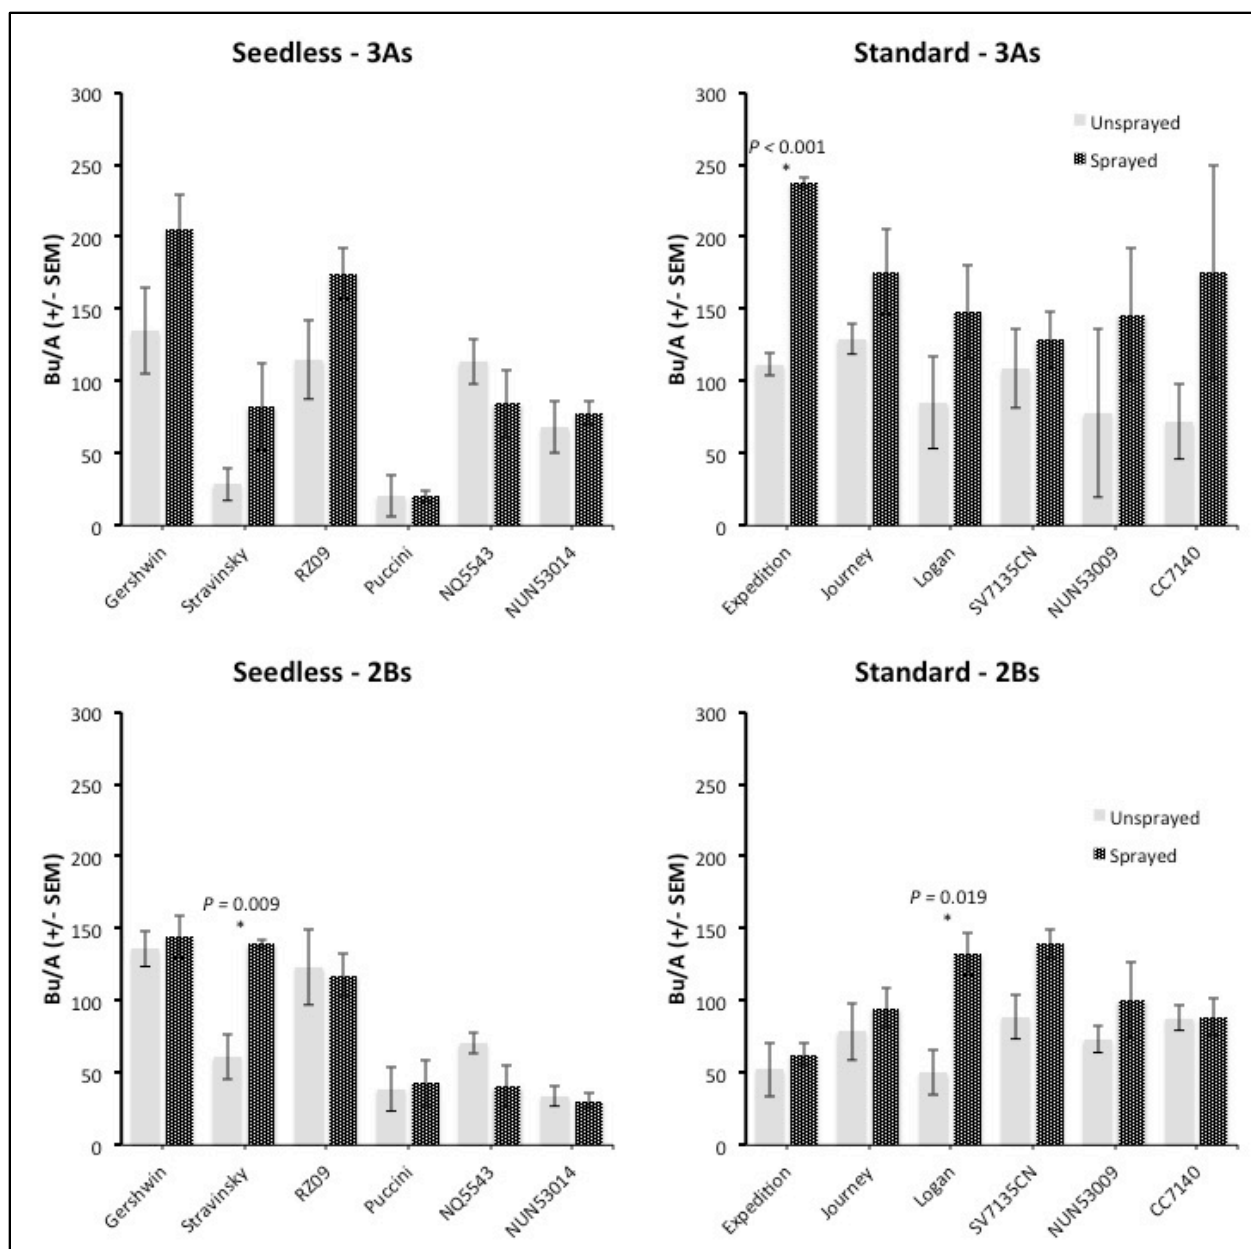 Seedless - 3As
Bu/A (+/- SEM)
300
250
200
150
100
50
0
Gershwin
Stravinsky
RZ09
Puccini
NQ5543
NUN53014
Standard - 3As
Bu/A (+/- SEM)
300
250
200
150
100
50
0
P < 0.001
*
Unsprayed
Sprayed
Expedition
Journey
Logan
SV7135CN
NUN53009
CC7140
Seedless - 2Bs
Bu/A (+/- SEM)
300
250
200
150
100
50
0
P = 0.009
*
Gershwin
Stravinsky
RZ09
Puccini
NQ5543
NUN53014
Standard - 2Bs
Bu/A (+/- SEM)
300
250
200
150
100
50
0
Unsprayed
Sprayed
P = 0.019
*
Expedition
Journey
Logan
SV7135CN
NUN53009
CC7140